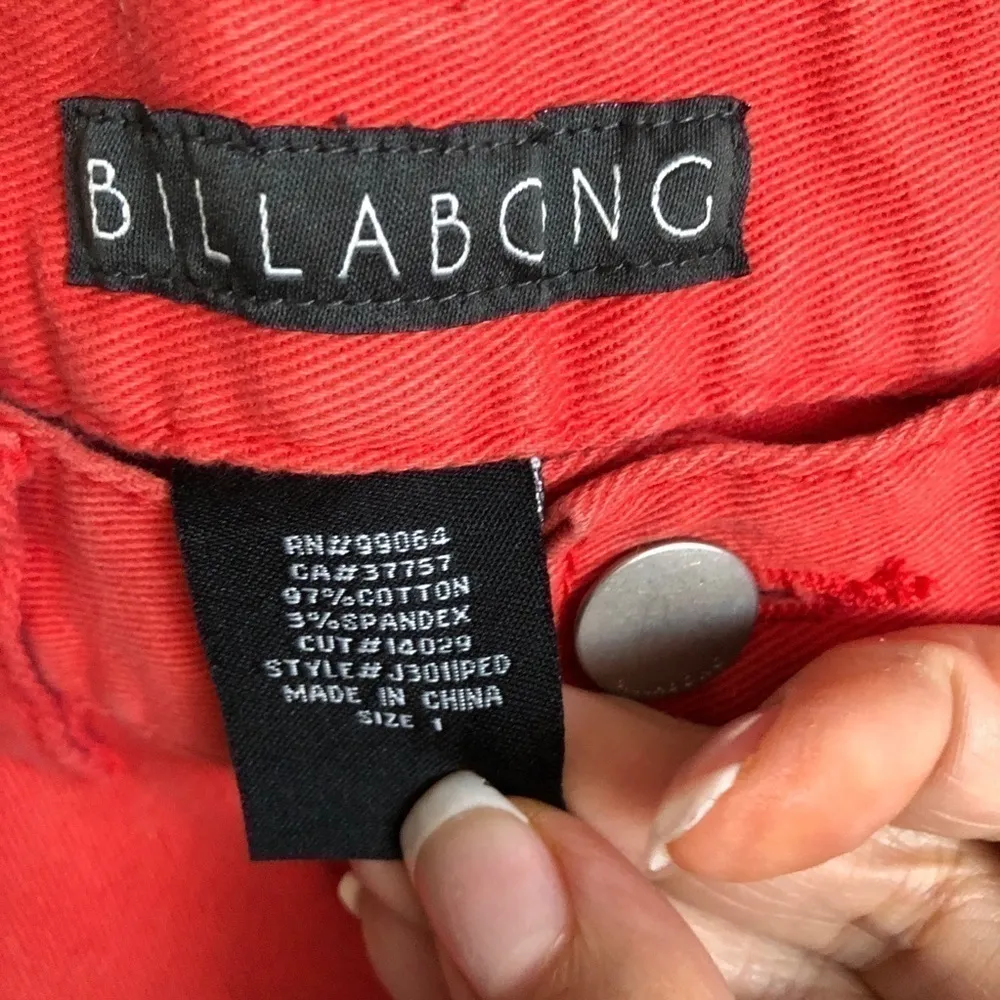 BILLABONG
RN#99064
CA#37757
97%COTTON
3%SPANDEX
CUT#14029
STYLE#J301IPED
MADE IN CHINA
SIZE 1